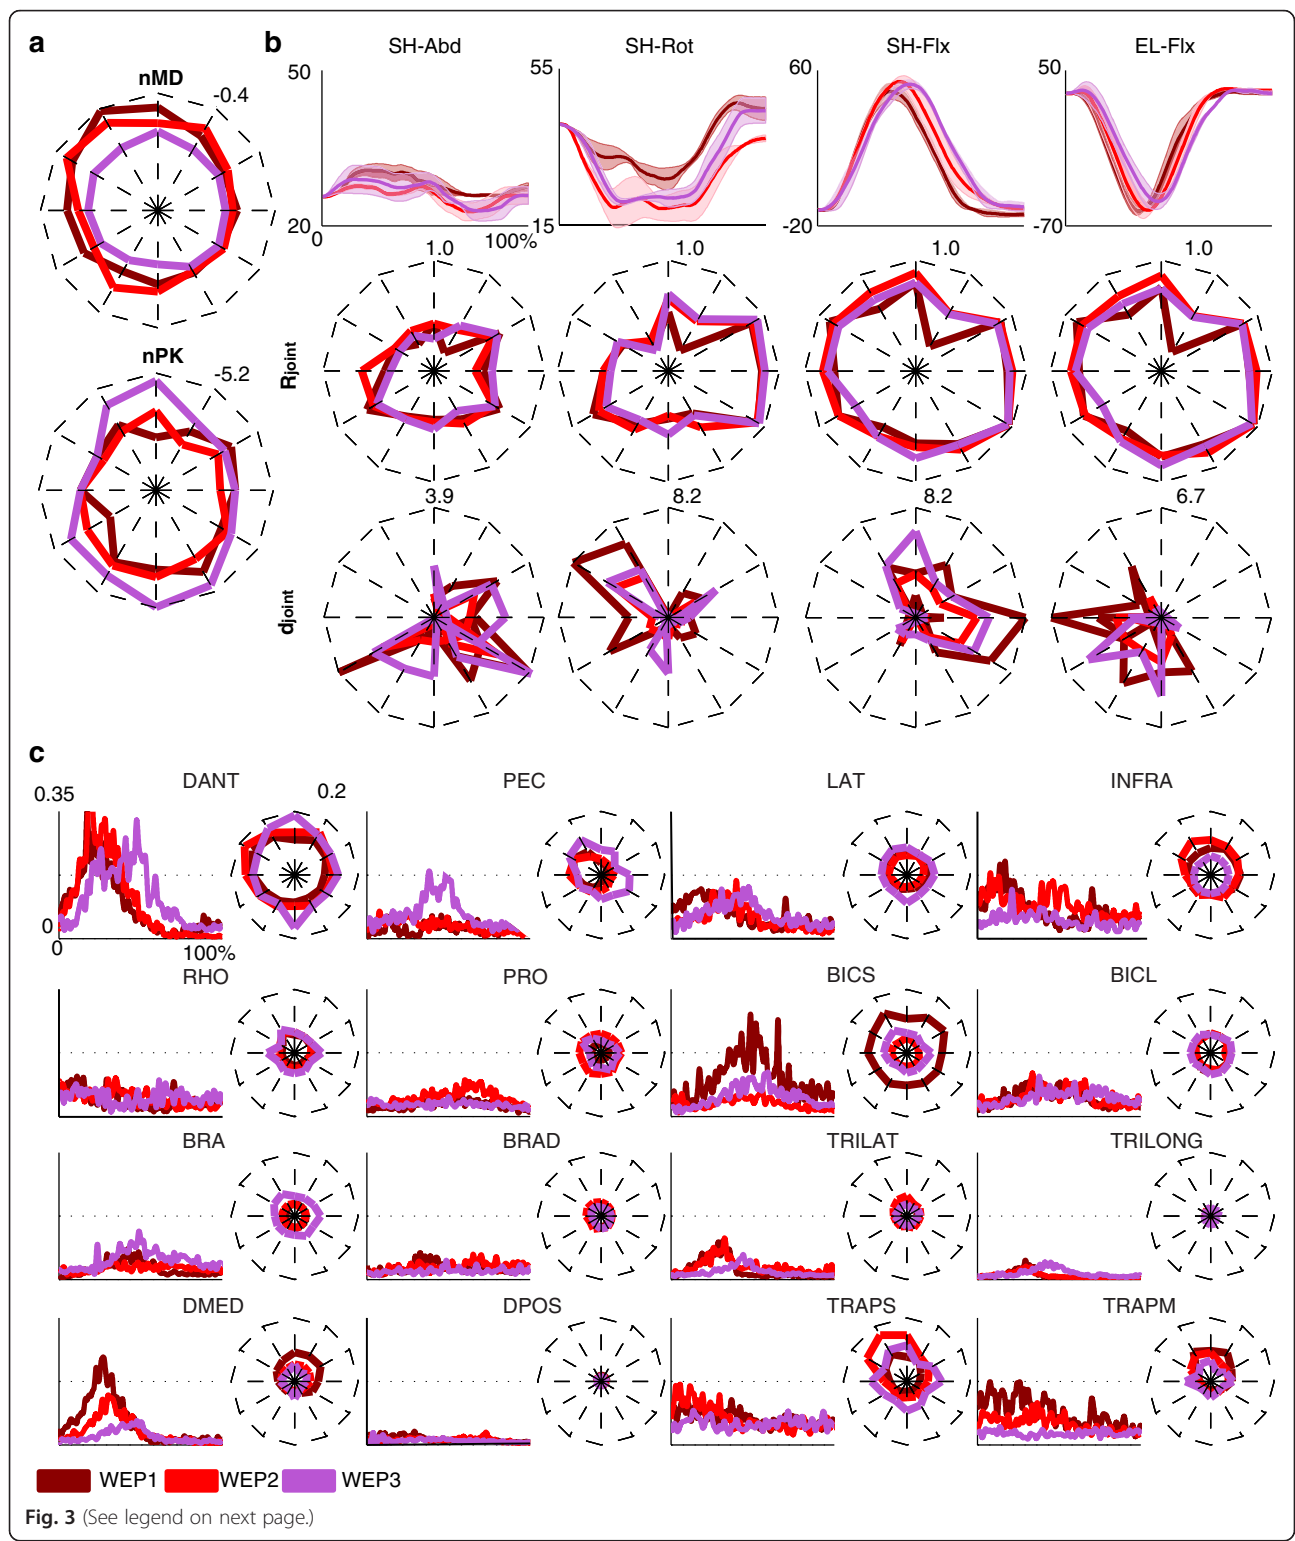 a
nMD
-0.4
nPK
-5.2
b
SH-Abd
SH-Rot
SH-Flx
EL-Flx
50
20
0
100%
55
15
60
-20
50
-70
Rjoint
1.0
1.0
1.0
1.0
djoint
3.9
8.2
8.2
6.7
c
DANT
PEC
LAT
INFRA
0.35
0
0
100%
0.2
RHO
PRO
BICS
BICL
BRA
BRAD
TRILAT
TRILONG
DMED
DPOS
TRAPS
TRAPM
WEP1 WEP2 WEP3
Fig. 3 (See legend on next page.)